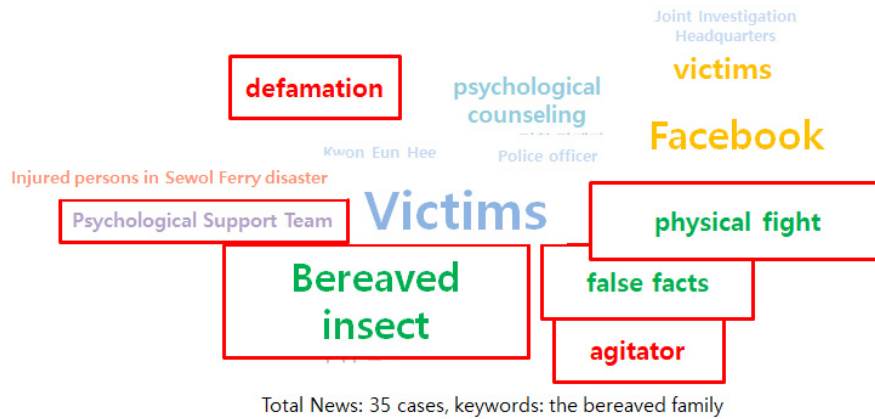 Joint Investigation
Headquarters
victims
defamation
psychological
counseling
Facebook
Kwon Eun Hee
Police officer
Injured persons in Sewol Ferry disaster
Psychological Support Team
Victims
physical fight
Bereaved
insect
false facts
agitator
Total News: 35 cases, keywords: the bereaved family